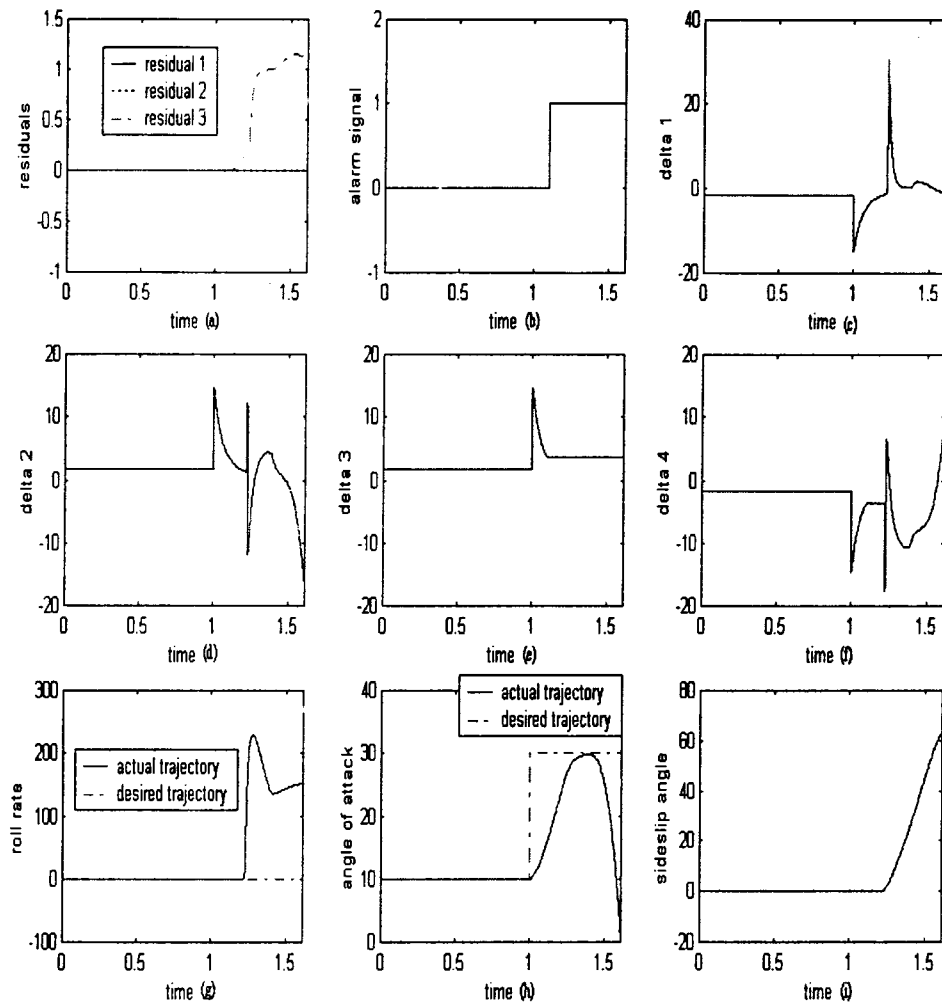 1.5
1
0.5
0
-0.5
-1
residuals
residual 1
residual 2
residual 3
0 0.5 1 1.5
time (a)
2
1
0
-1
alarm signal
0 0.5 1 1.5
time (b)
40
20
0
-20
delta 1
0 1 1.5
time (c)
20
10
0
-10
-20
delta 2
0 0.5 1 1.5
time (d)
20
10
0
-10
-20
delta 3
0 0.5 1 1.5
time (e)
20
10
0
-10
-20
delta 4
0 0.5 1 1.5
time (f)
300
200
100
0
-100
roll rate
actual trajectory
desired trajectory
0 0.5 1 1.5
time (g)
40
30
20
10
0
angle of attack
actual trajectory
desired trajectory
0 0.5 1 1.5
time (h)
80
60
40
20
0
-20
sideslip angle
0 0.5 1 1.5
time (i)